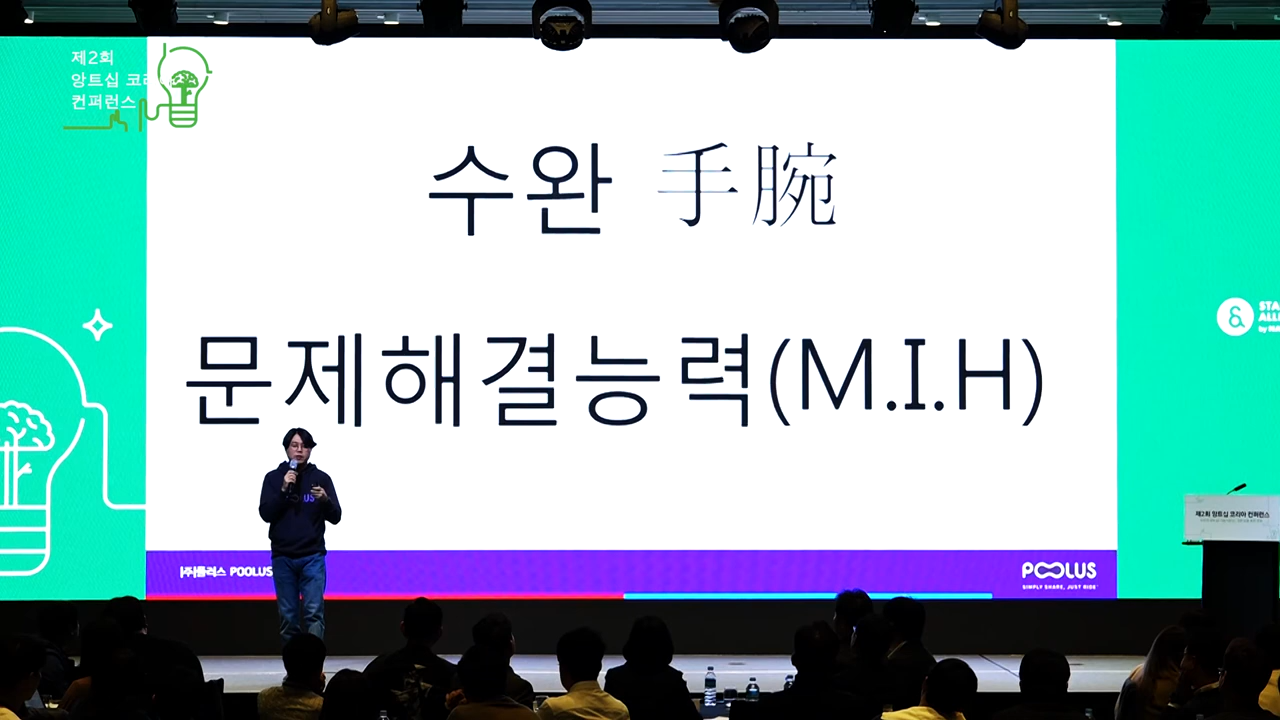 제2회
앙트십 코리아
컨퍼런스
수완 手腕
문제해결능력(M.I.H)
(주)풀러스 POOLUS
POOLUS
SIMPLY SHARE, JUST RIDE
제2회 앙트십 코리아 컨퍼런스